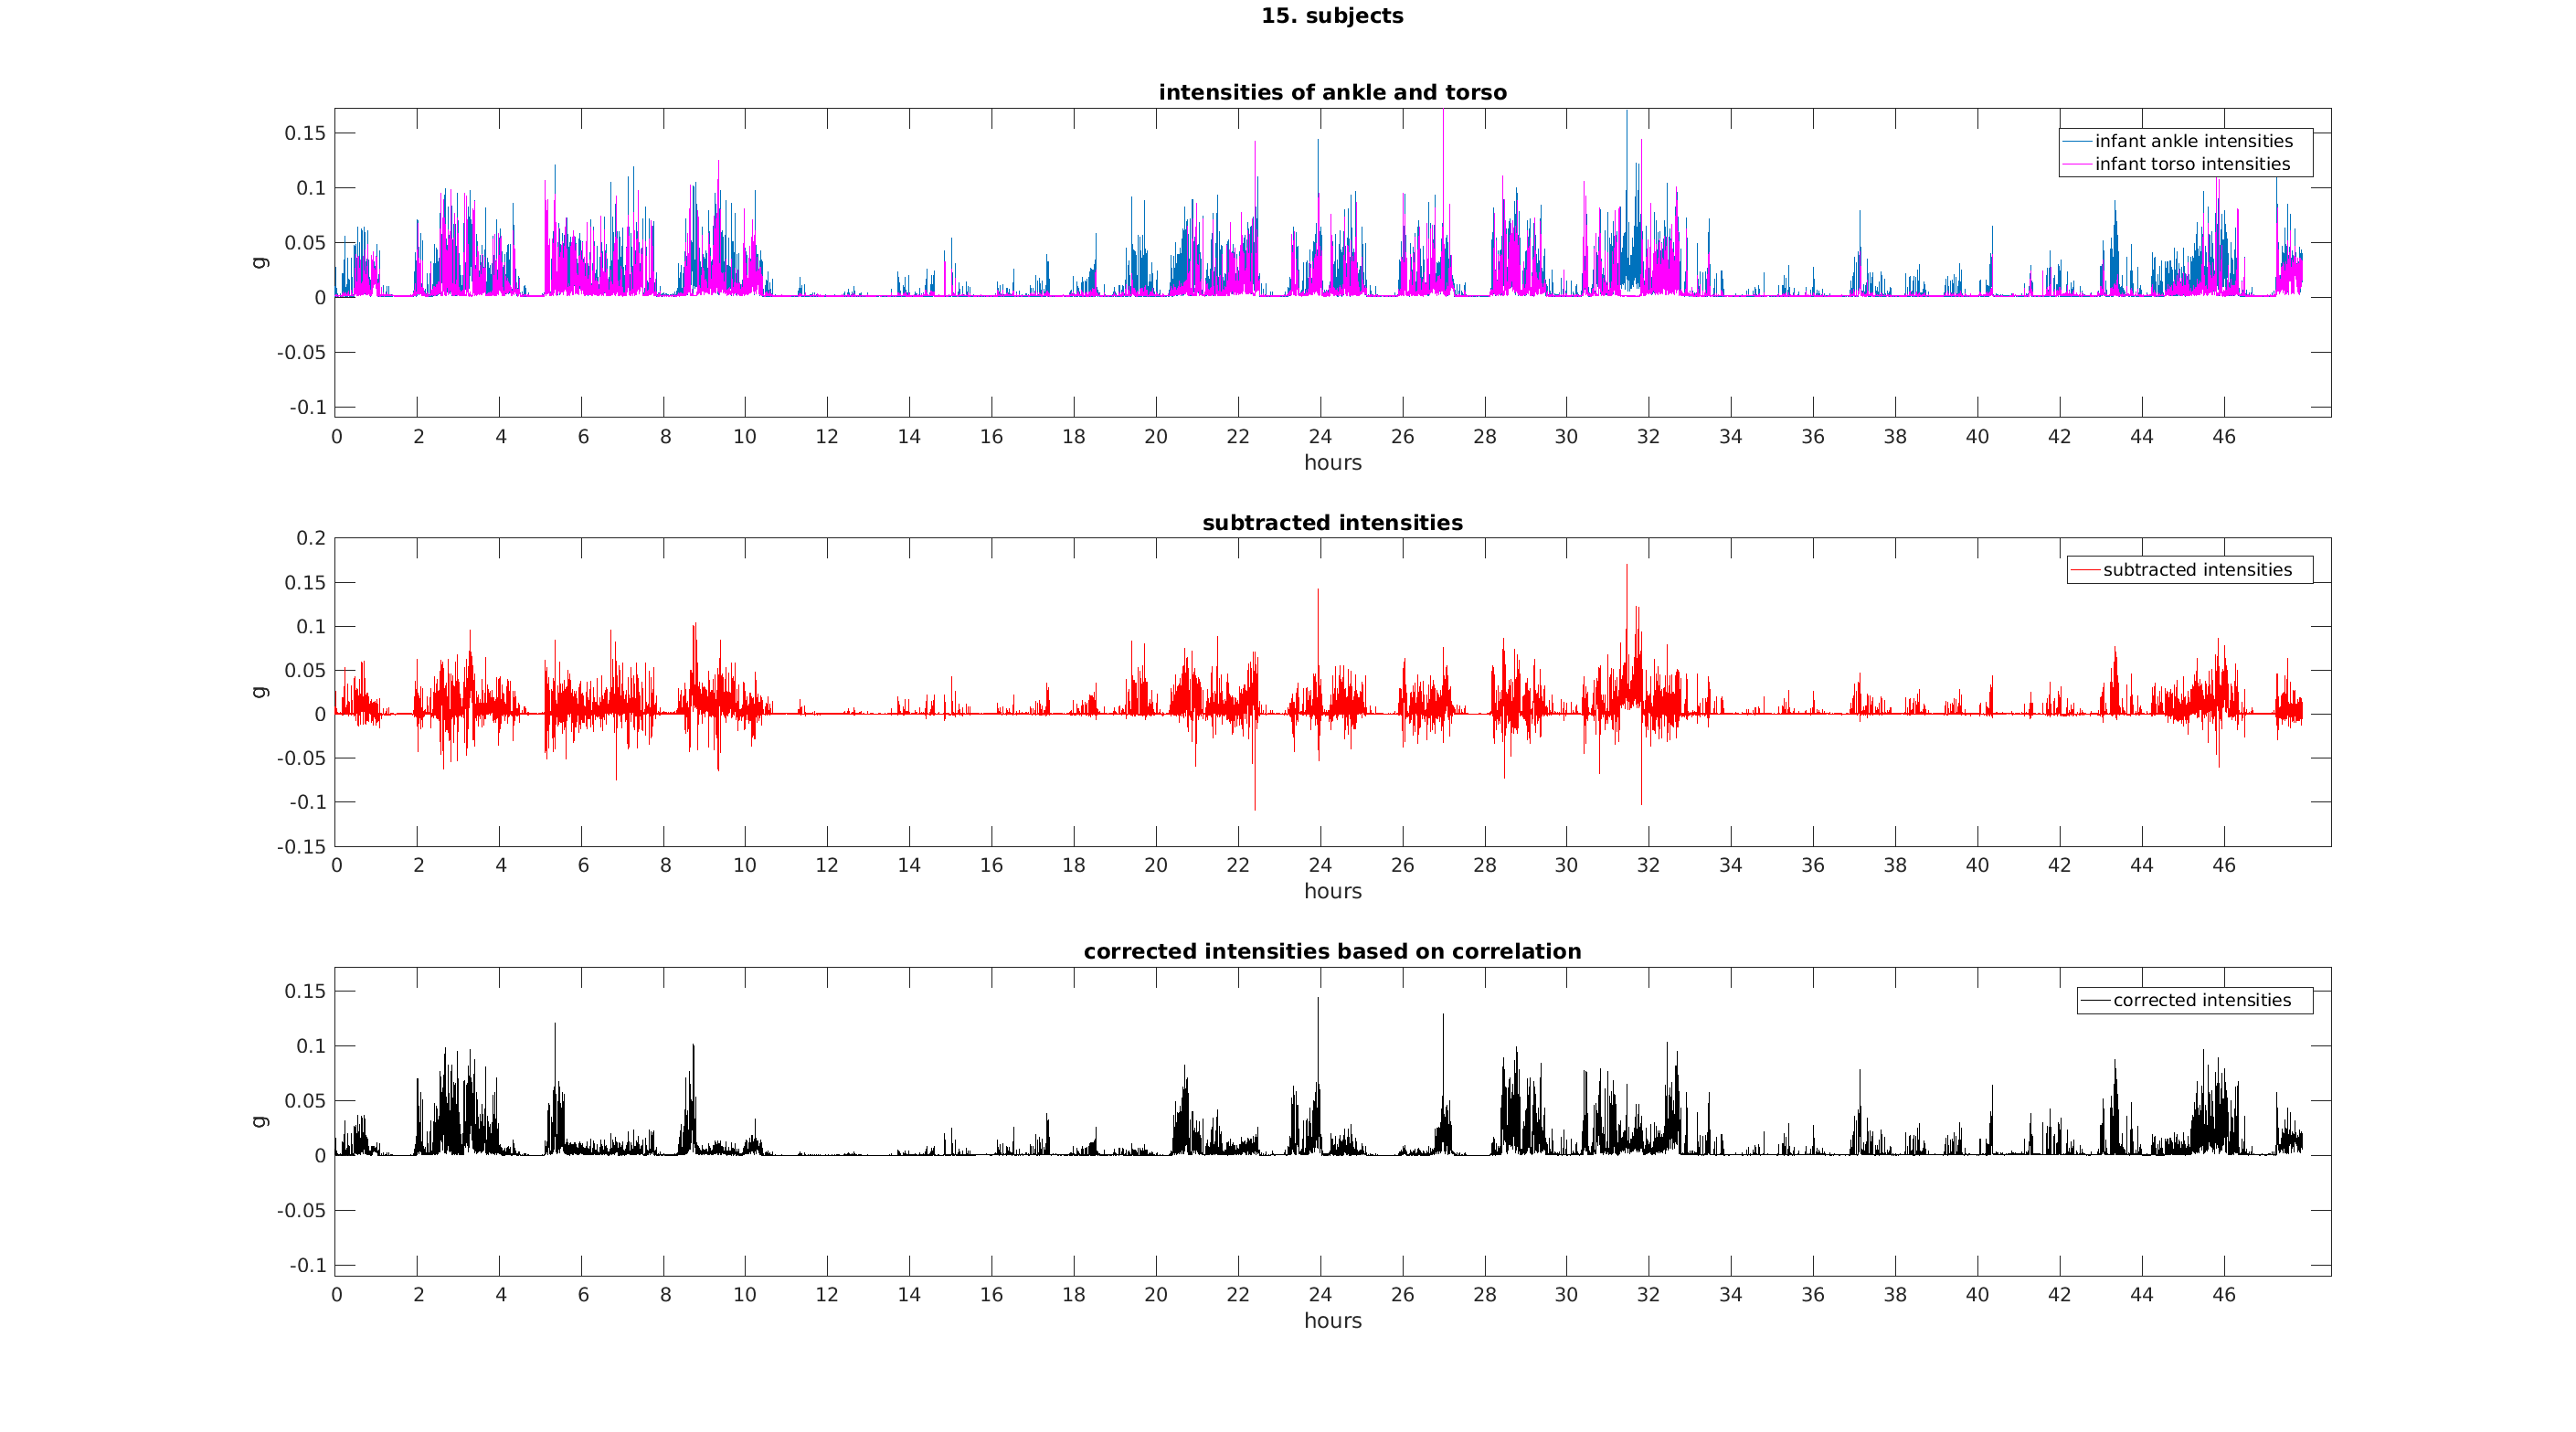 15. subjects
intensities of ankle and torso
infant ankle intensities
infant torso intensities
0.15
0.1
0.05
0
-0.05
-0.1
g
0 2 4 6 8 10 12 14 16 18 20 22 24 26 28 30 32 34 36 38 40 42 44 46
hours
subtracted intensities
subtracted intensities
0.2
0.15
0.1
0.05
0
-0.05
-0.1
-0.15
g
0 2 4 6 8 10 12 14 16 18 20 22 24 26 28 30 32 34 36 38 40 42 44 46
hours
corrected intensities based on correlation
corrected intensities
0.15
0.1
0.05
0
-0.05
-0.1
g
0 2 4 6 8 10 12 14 16 18 20 22 24 26 28 30 32 34 36 38 40 42 44 46
hours